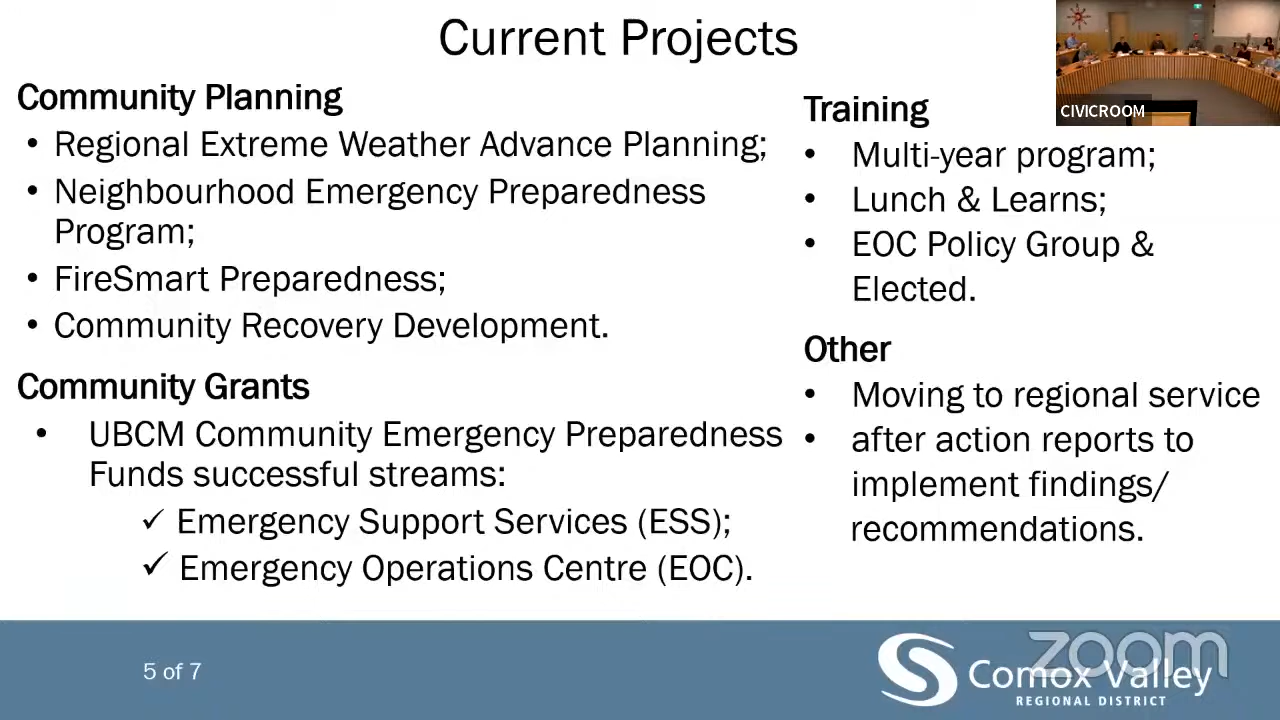 Current Projects
Community Planning
• Regional Extreme Weather Advance Planning;
• Neighbourhood Emergency Preparedness
Program;
• FireSmart Preparedness;
• Community Recovery Development.
Community Grants
• UBCM Community Emergency Preparedness
Funds successful streams:
✓ Emergency Support Services (ESS);
✓ Emergency Operations Centre (EOC).
Training
• Multi-year program;
• Lunch & Learns;
• EOC Policy Group &
Elected.
Other
• Moving to regional service
• after action reports to
implement findings/
recommendations.
CIVICROOM
5 of 7
zoom
Comox Valley
REGIONAL DISTRICT